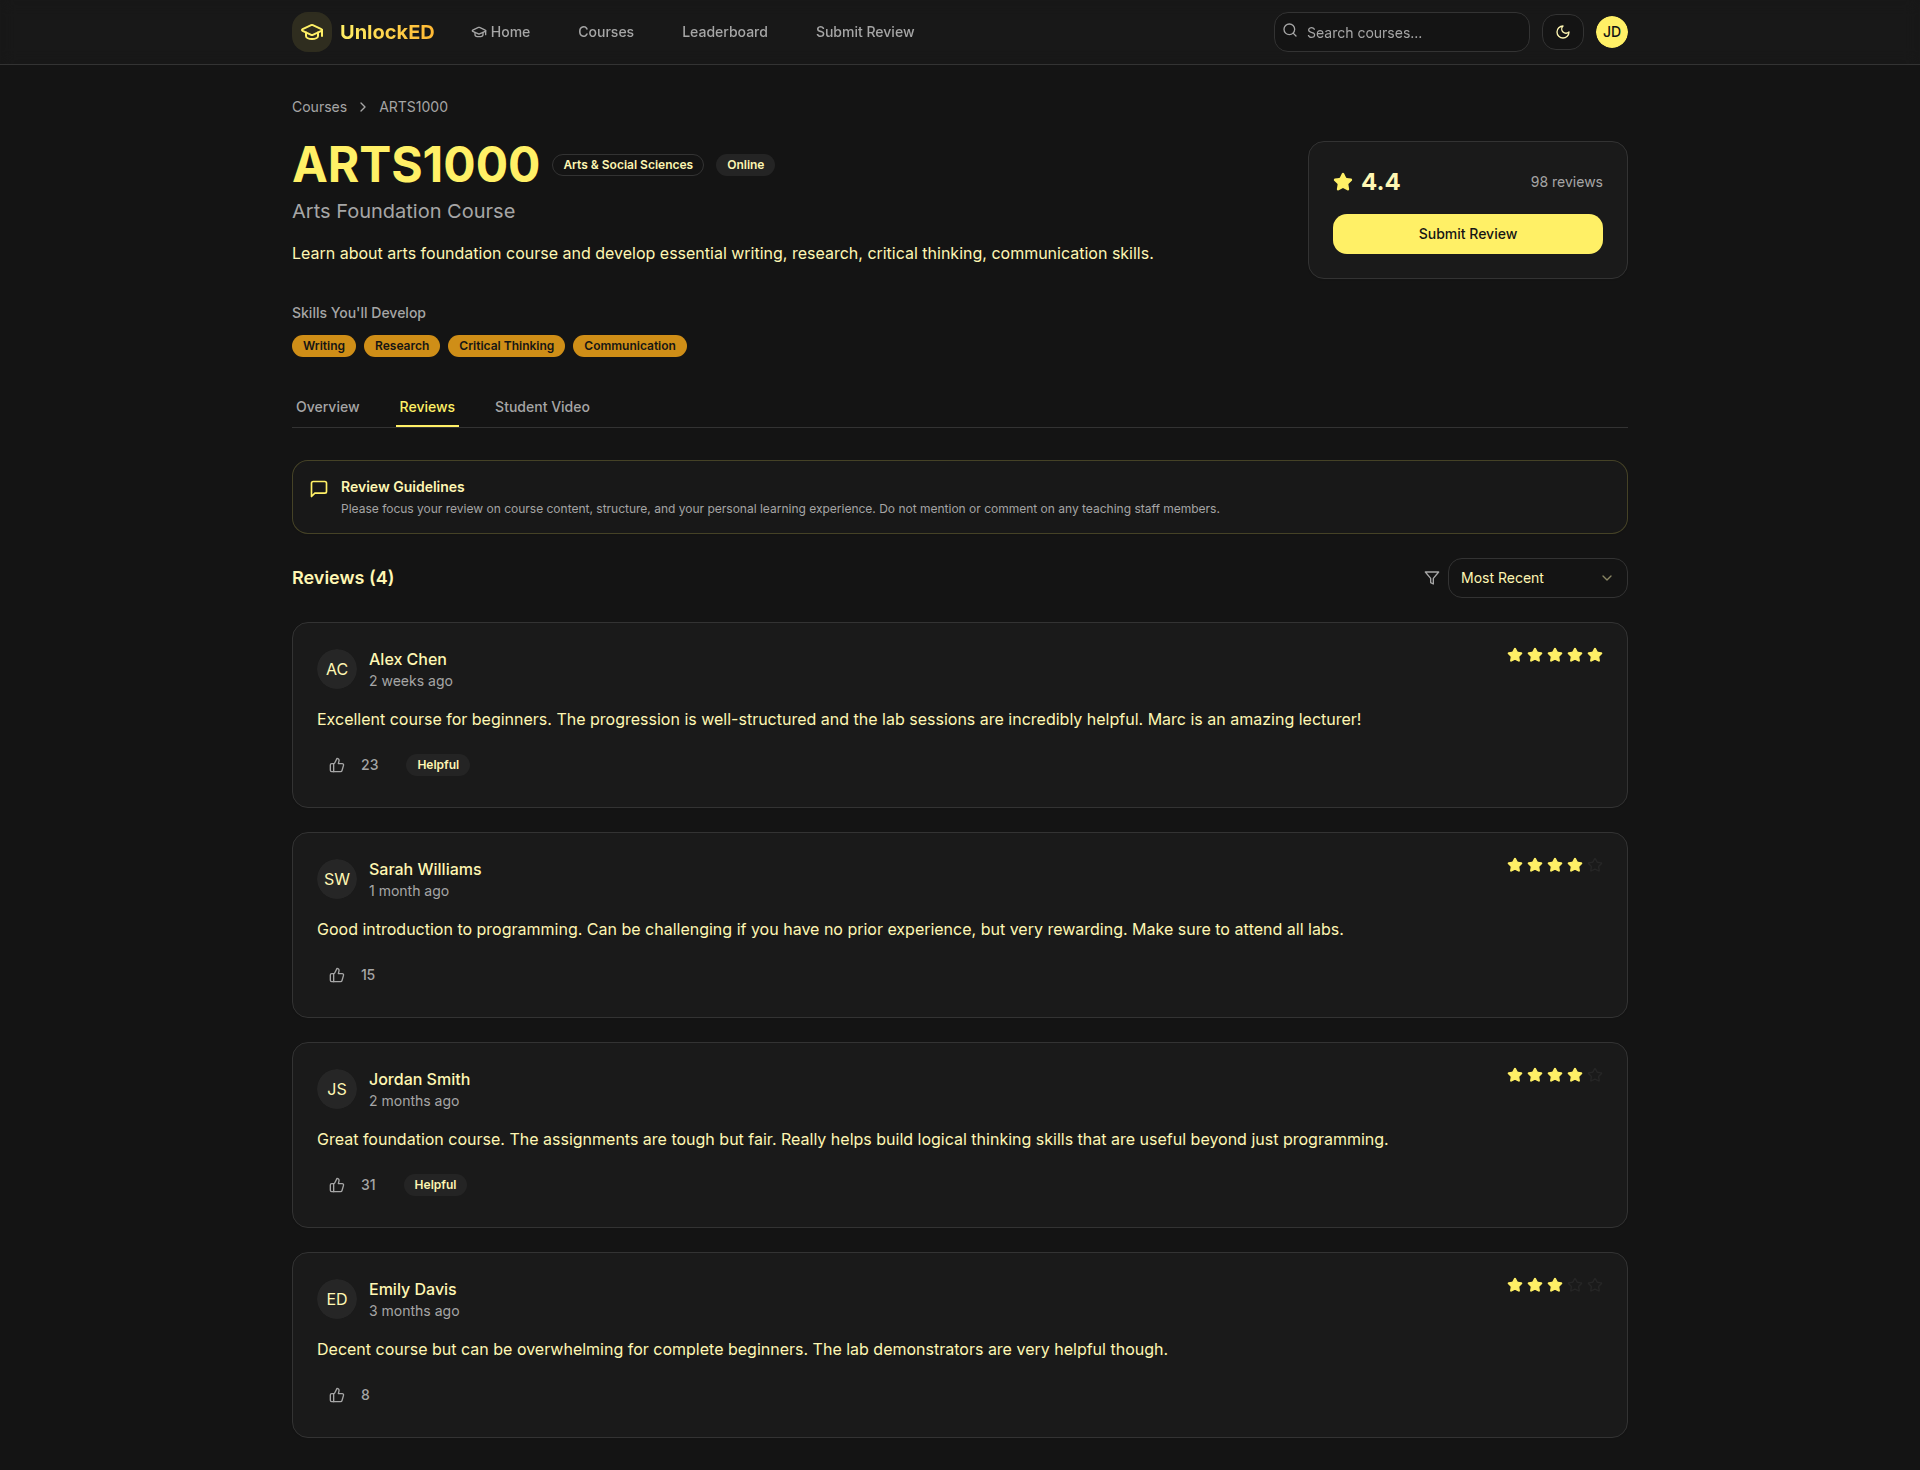 UnlockED
Home
Courses
Leaderboard
Submit Review
Search courses...
JD
Courses
ARTS1000
ARTS1000
Arts & Social Sciences
Online
Arts Foundation Course
Learn about arts foundation course and develop essential writing, research, critical thinking, communication skills.
4.4
98 reviews
Submit Review
Skills You'll Develop
Writing
Research
Critical Thinking
Communication
Overview
Reviews
Student Video
Review Guidelines
Please focus your review on course content, structure, and your personal learning experience. Do not mention or comment on any teaching staff members.
Reviews (4)
Most Recent
AC
Alex Chen
2 weeks ago
Excellent course for beginners. The progression is well-structured and the lab sessions are incredibly helpful. Marc is an amazing lecturer!
23
Helpful
SW
Sarah Williams
1 month ago
Good introduction to programming. Can be challenging if you have no prior experience, but very rewarding. Make sure to attend all labs.
15
JS
Jordan Smith
2 months ago
Great foundation course. The assignments are tough but fair. Really helps build logical thinking skills that are useful beyond just programming.
31
Helpful
ED
Emily Davis
3 months ago
Decent course but can be overwhelming for complete beginners. The lab demonstrators are very helpful though.
8